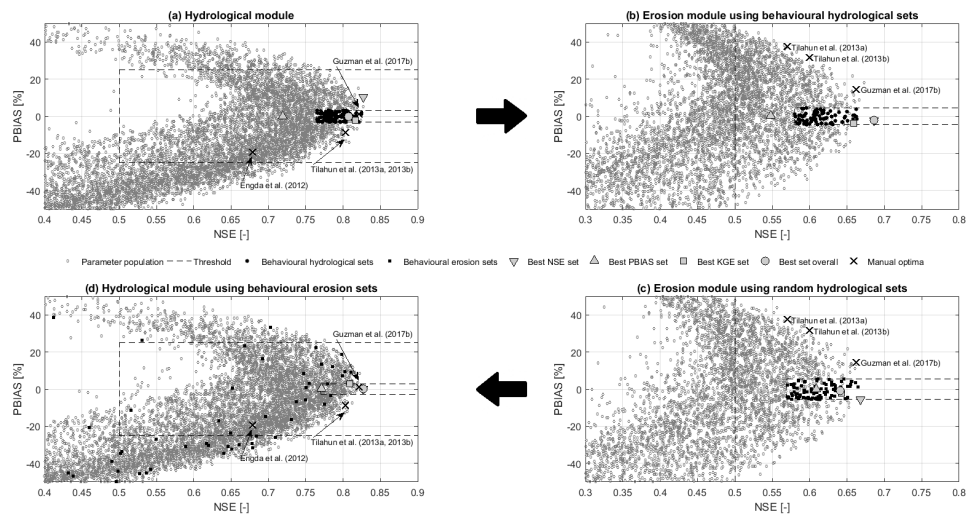 (a) Hydrological module
50
40
20
0
-20
-40
PBIAS [%]
0.4 0.45 0.5 0.55 0.6 0.65 0.7 0.75 0.8 0.85 0.9
NSE [-]
Guzman et al. (2017b)
Tilahun et al. (2013a, 2013b)
Engda et al. (2012)
(b) Erosion module using behavioural hydrological sets
40
20
0
-20
-40
PBIAS [%]
0.3 0.35 0.4 0.45 0.5 0.55 0.6 0.65 0.7 0.75 0.8
NSE [-]
Tilahun et al. (2013a)
Tilahun et al. (2013b)
Guzman et al. (2017b)
Parameter population Threshold Behavioural hydrological sets Behavioural erosion sets Best NSE set Best PBIAS set Best KGE set Best set overall Manual optima
(d) Hydrological module using behavioural erosion sets
40
20
0
-20
-40
PBIAS [%]
0.4 0.45 0.5 0.55 0.6 0.65 0.7 0.75 0.8 0.85 0.9
NSE [-]
Guzman et al. (2017b)
Tilahun et al. (2013a, 2013b)
Engda et al. (2012)
(c) Erosion module using random hydrological sets
40
20
0
-20
-40
-50
PBIAS [%]
0.3 0.35 0.4 0.45 0.5 0.55 0.6 0.65 0.7 0.75 0.8
NSE [-]
Tilahun et al. (2013a)
Tilahun et al. (2013b)
Guzman et al. (2017b)